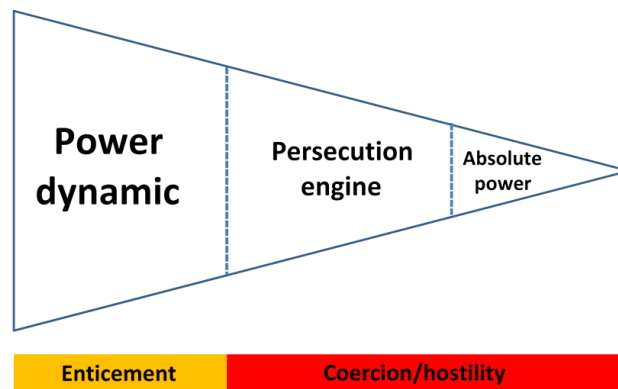 Power
dynamic
Persecution
engine
Absolute
power
Enticement
Coercion/hostility